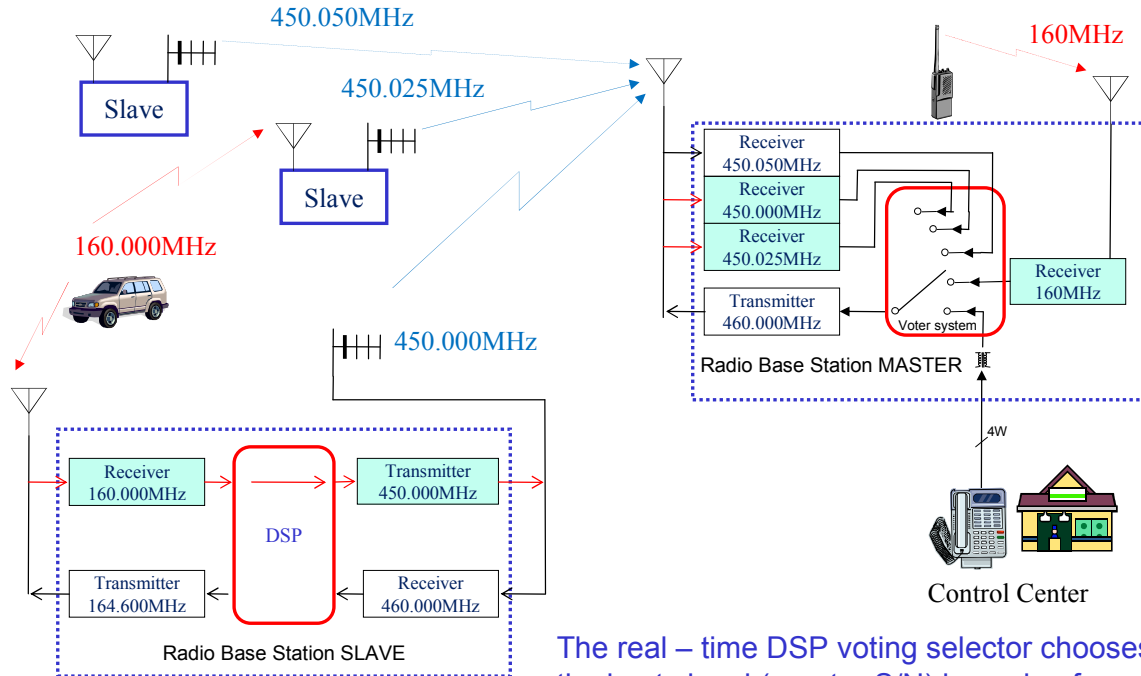 450.050MHz
160MHz
450.025MHz
Slave
Slave
160.000MHz
Receiver
450.050MHz
Receiver
450.000MHz
Receiver
450.025MHz
Receiver
160MHz
Transmitter
460.000MHz
Voter system
Radio Base Station MASTER
450.000MHz
4W
Receiver
160.000MHz
Transmitter
450.000MHz
DSP
Transmitter
164.600MHz
Receiver
460.000MHz
Control Center
Radio Base Station SLAVE
The real – time DSP voting selector chooses